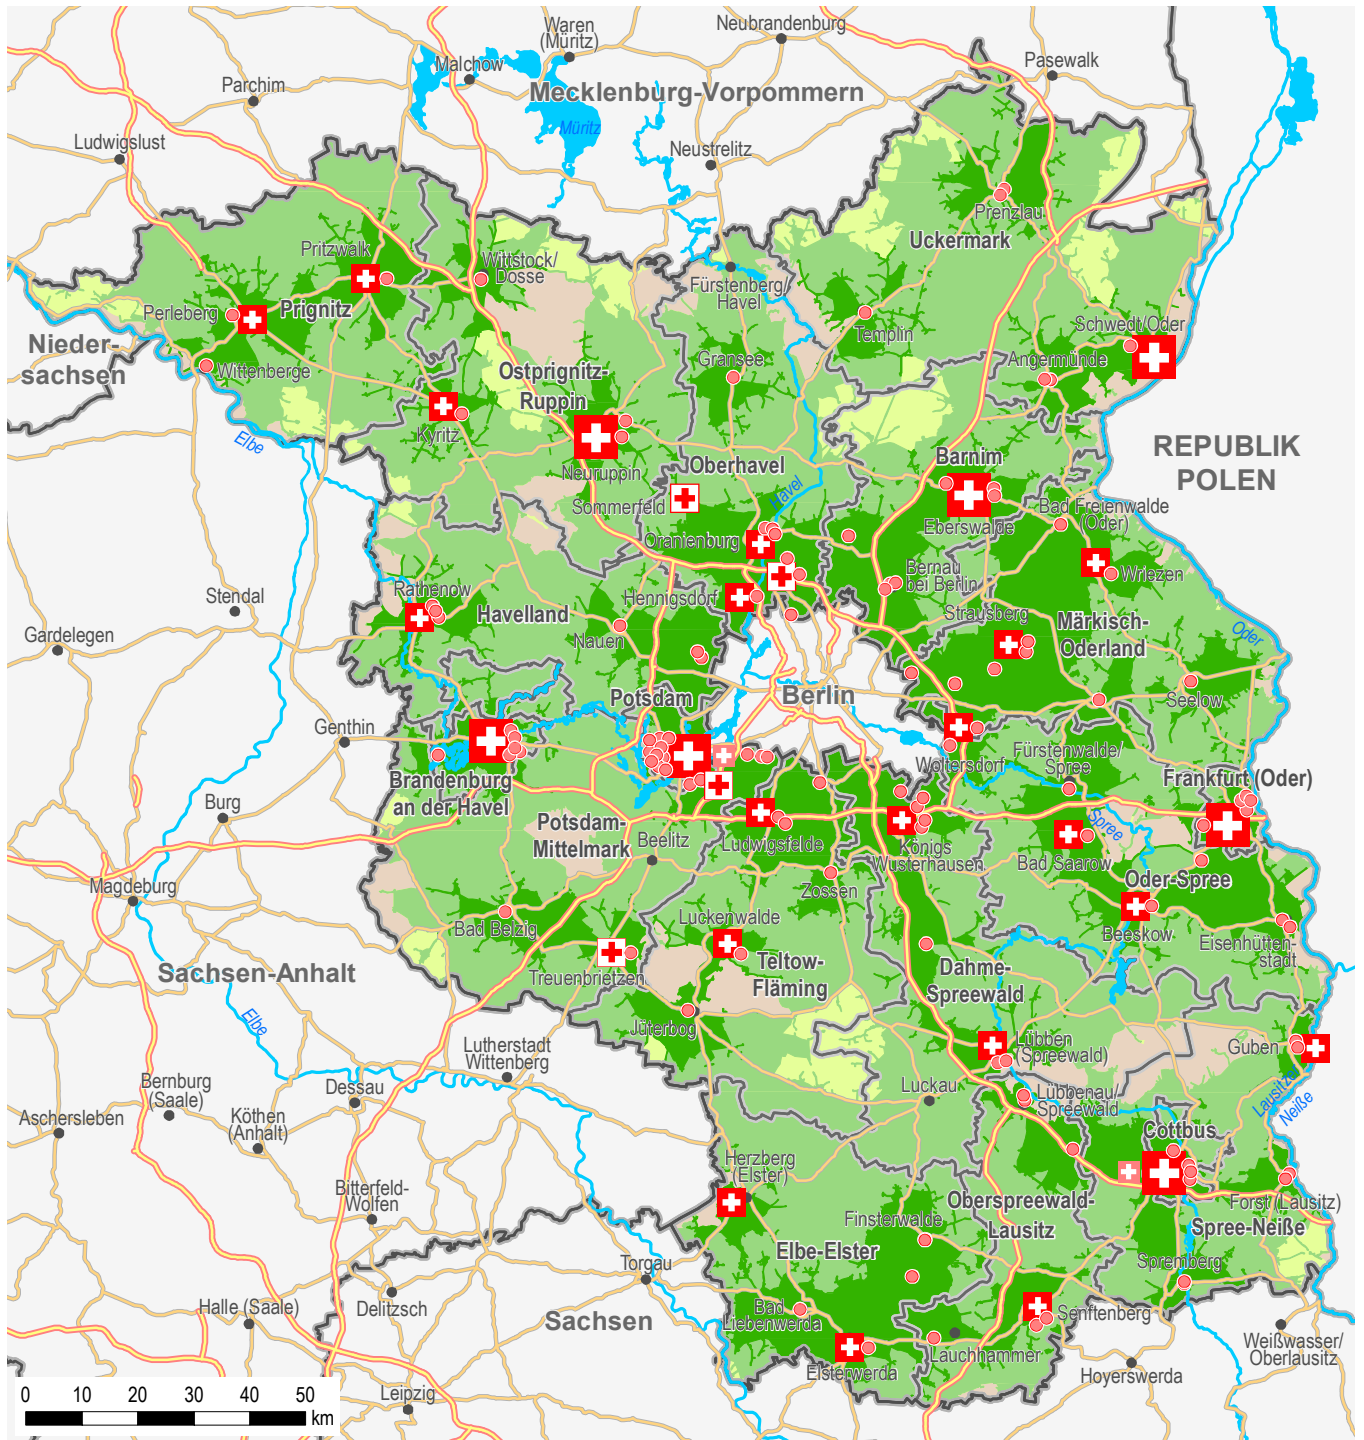 Waren
(Müritz)
Neubrandenburg
Malchow
Pasewalk
Parchim
Mecklenburg-Vorpommern
Müritz
Ludwigslust
Neustrelitz
Prenzlau
Uckermark
Pritzwalk
Wittstock/
Dosse
Fürstenberg/
Havel
Perleberg
Prignitz
Templin
Schwedt/Oder
Nieder-
sachsen
Wittenberge
Gransee
Angermünde
Ostprignitz-
Ruppin
Kyritz
Elbe
Neuruppin
Oberhavel
Barnim
REPUBLIK
POLEN
Sommerfeld
Havel
Eberswalde
Bad Freienwalde
(Oder)
Oranienburg
Wriezen
Bernau
bei Berlin
Rathenow
Hennigsdorf
Stendal
Havelland
Strausberg
Märkisch-
Oderland
Oder
Gardelegen
Nauen
Seelow
Potsdam
Berlin
Genthin
Woltersdorf
Fürstenwalde/
Spree
Frankfurt (Oder)
Brandenburg
an der Havel
Burg
Potsdam-
Mittelmark
Beelitz
Ludwigsfelde
Königs
Wusterhausen
Spree
Bad Saarow
Zossen
Oder-Spree
Magdeburg
Bad Belzig
Luckenwalde
Beeskow
Eisenhütten-
stadt
Sachsen-Anhalt
Treuenbrietzen
Teltow-
Fläming
Dahme-
Spreewald
Elbe
Jüterbog
Lutherstadt
Wittenberg
Lübben
(Spreewald)
Guben
Bernburg
(Saale)
Dessau
Luckau
Lübbenau/
Spreewald
Lausitzer
Neiße
Aschersleben
Köthen
(Anhalt)
Cottbus
Herzberg
(Elster)
Bitterfeld-
Wolfen
Oberspreewald-
Lausitz
Forst (Lausitz)
Finsterwalde
Spree-Neiße
Elbe-Elster
Torgau
Spremberg
Halle (Saale)
Delitzsch
Sachsen
Bad
Liebenwerda
Senftenberg
Weißwasser/
Oberlausitz
Lauchhammer
Elsterwerda
Hoyerswerda
Leipzig
0 10 20 30 40 50
km